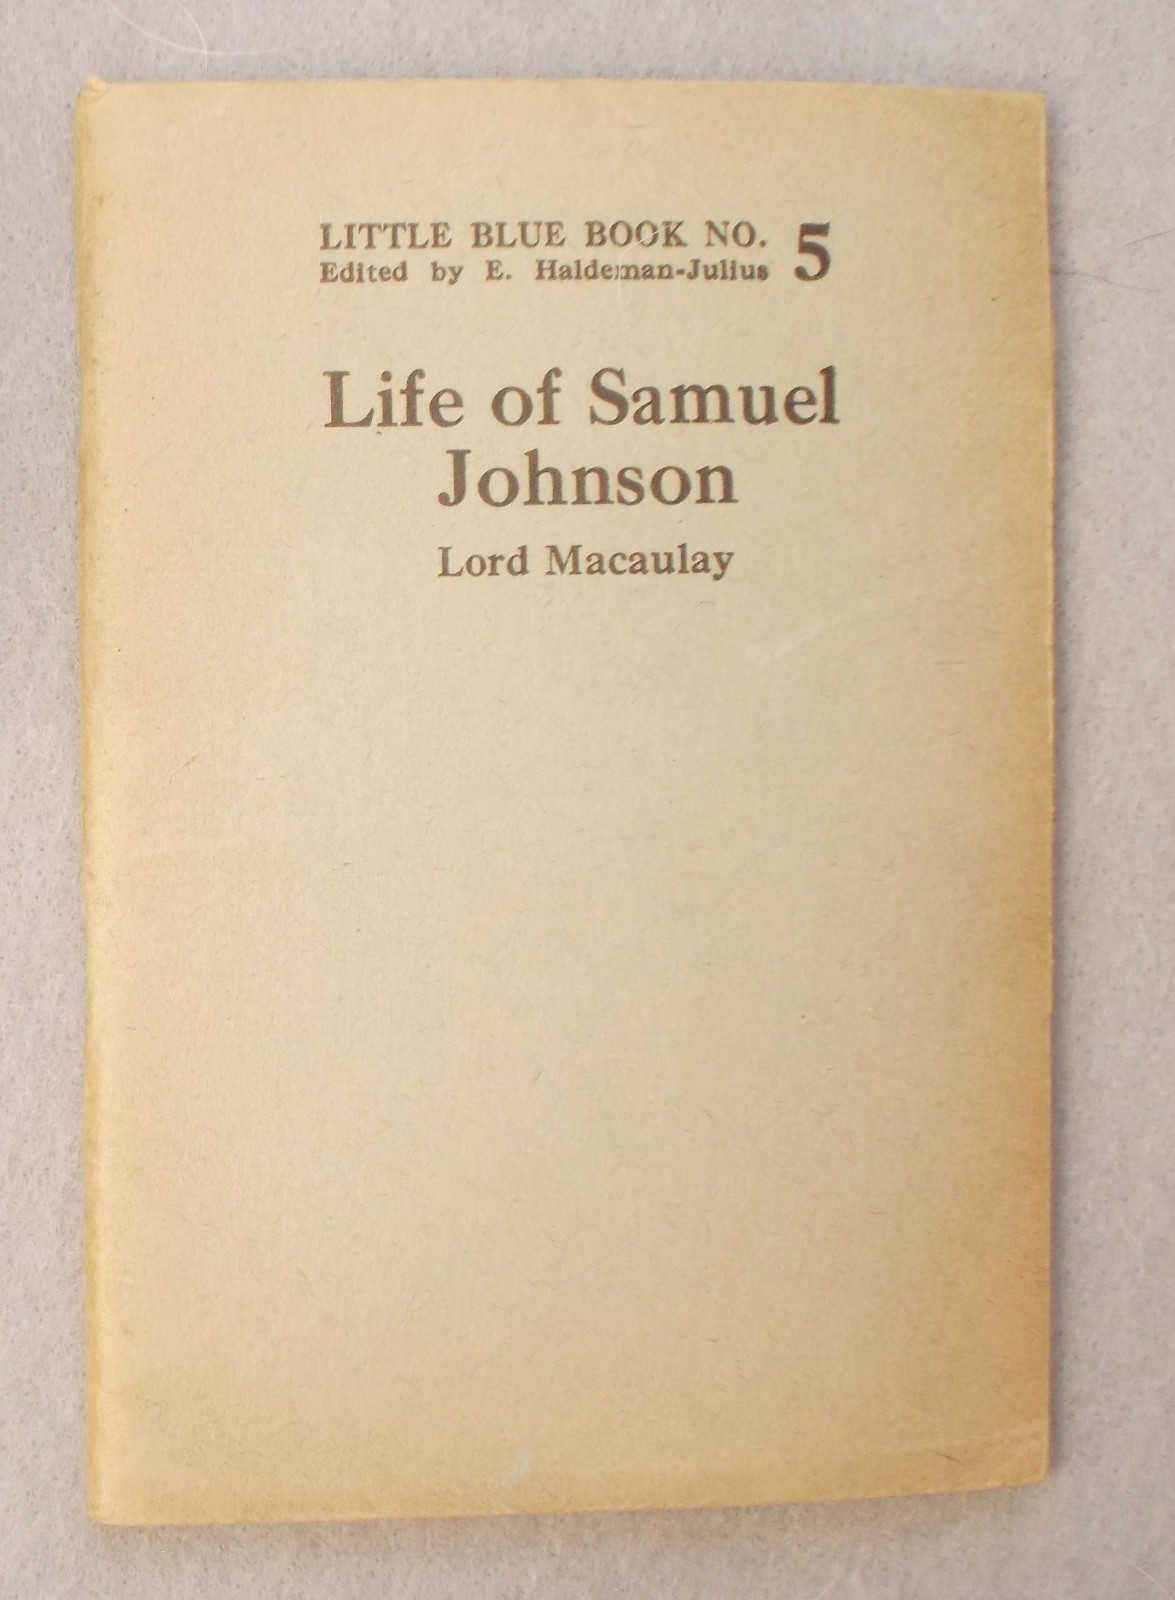 LITTLE BLUE BOOK NO. 5
Edited by E. Haldeman-Julius
Life of Samuel
Johnson
Lord Macaulay